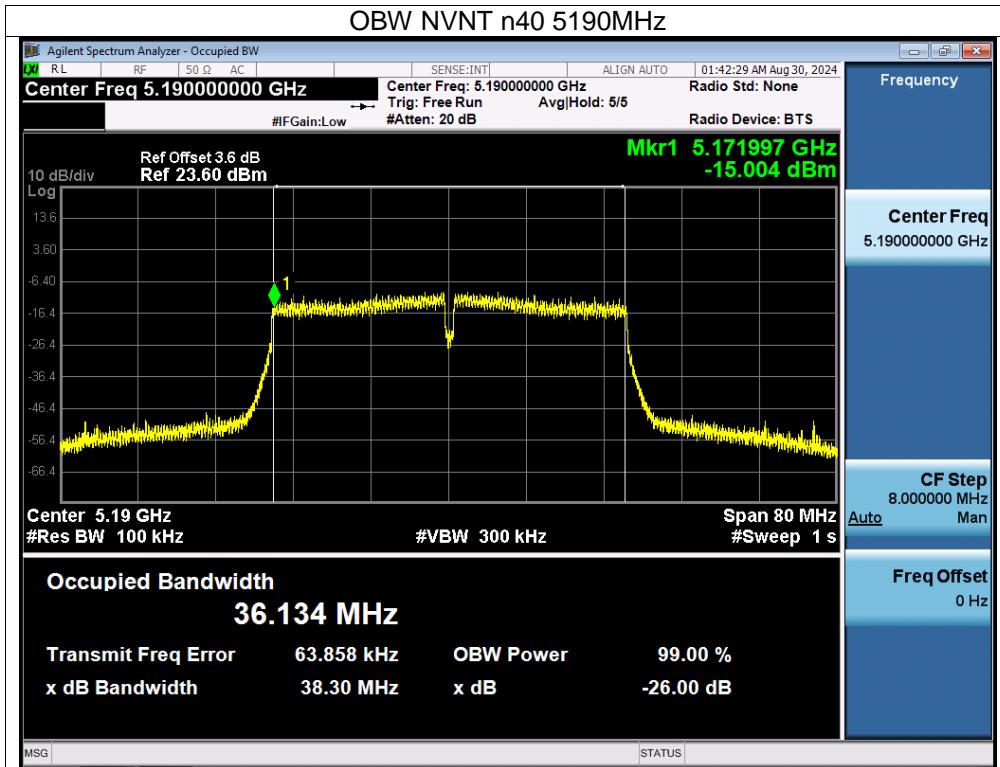 OBW NVNT n40 5190MHz
Agilent Spectrum Analyzer - Occupied BW
LXI RL RF 50 Ω AC SENSE:INT ALIGN AUTO 01:42:29 AM Aug 30, 2024
Center Freq 5.190000000 GHz
Center Freq: 5.190000000 GHz
Radio Std: None
Trig: Free Run Avg|Hold: 5/5
#IFGain:Low #Atten: 20 dB Radio Device: BTS
Frequency
Mkr1 5.171997 GHz
-15.004 dBm
Ref Offset 3.6 dB
10 dB/div Ref 23.60 dBm
Log
13.6
3.60
-6.40
-16.4
-26.4
-36.4
-46.4
-56.4
-66.4
1
Center Freq
5.190000000 GHz
Center 5.19 GHz Span 80 MHz
#Res BW 100 kHz #VBW 300 kHz #Sweep 1 s
CF Step
8.000000 MHz
Auto Man
Freq Offset
0 Hz
Occupied Bandwidth
36.134 MHz
Transmit Freq Error 63.858 kHz OBW Power 99.00 %
x dB Bandwidth 38.30 MHz x dB -26.00 dB
MSG STATUS